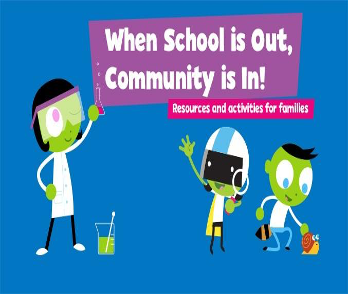 When School is Out,
Community is In!
Resources and activities for families